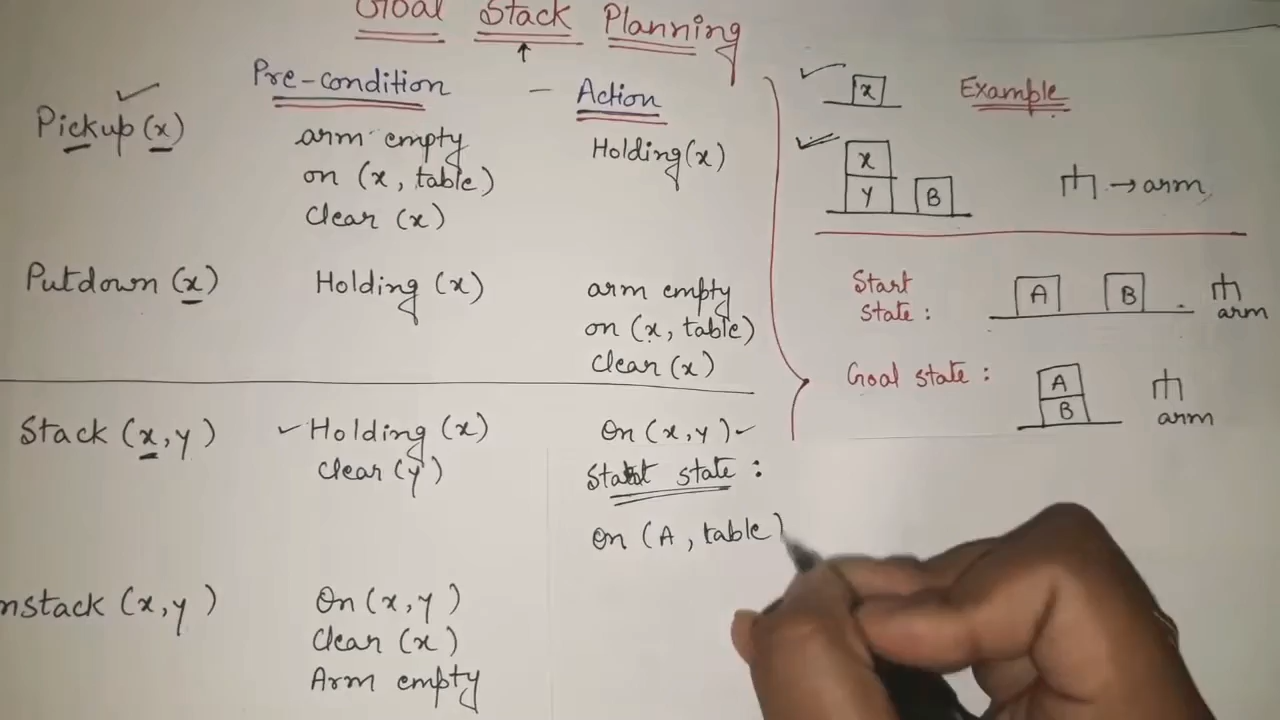 Goal Stack Planning
Pre-condition - Action
Pickup (x)
arm empty
on (x, table)
Clear (x)
Holding (x)
Putdown (x)
Holding (x)
arm empty
on (x, table)
Clear (x)
Stack (x, y)
Holding (x)
Clear (y)
On (x, y)
Start state :
On (A, table)
nstack (x, y)
On (x, y)
Clear (x)
Arm empty
x
Example
x
Y
B
→ arm
Start
state :
A
B
arm
Goal state :
A
B
arm